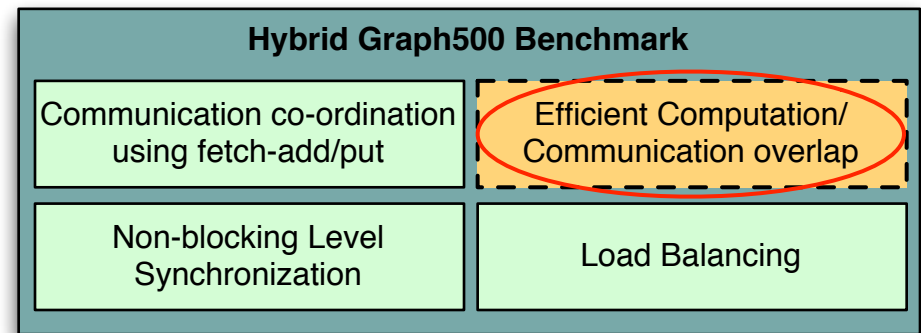 Hybrid Graph500 Benchmark
Communication co-ordination
using fetch-add/put
Efficient Computation/
Communication overlap
Non-blocking Level
Synchronization
Load Balancing